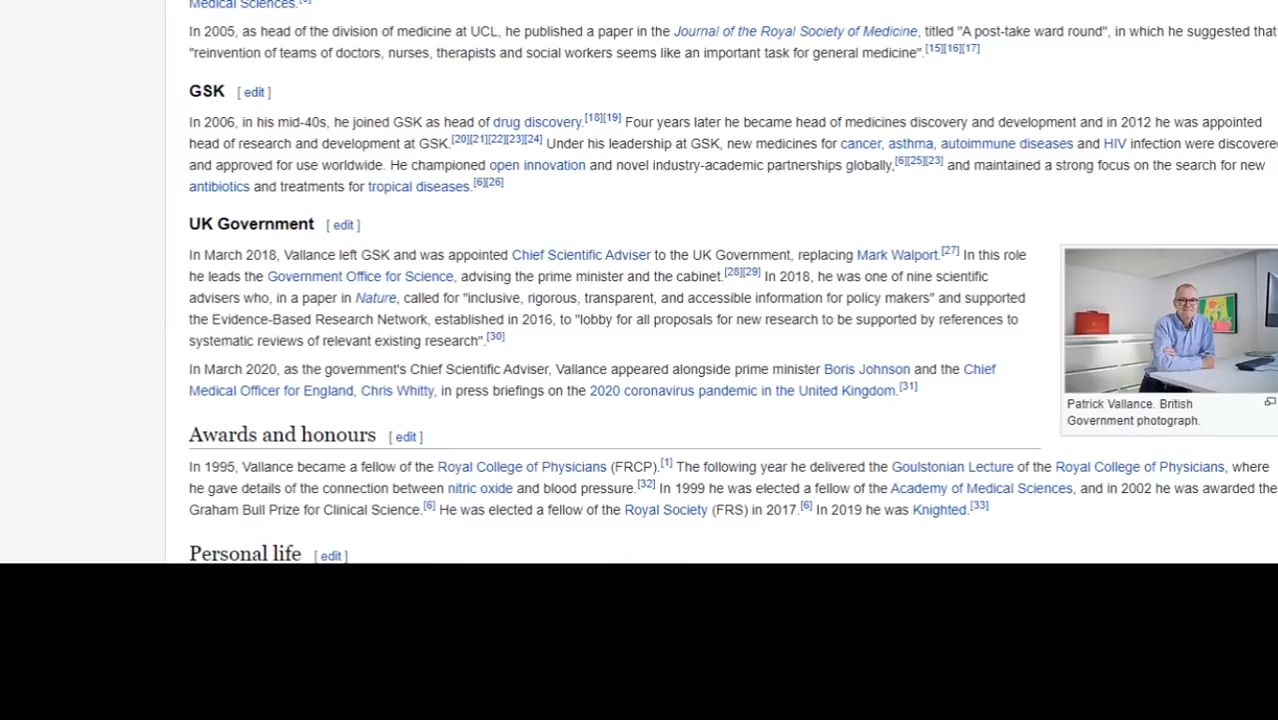 Medical Sciences.
In 2005, as head of the division of medicine at UCL, he published a paper in the Journal of the Royal Society of Medicine, titled "A post-take ward round", in which he suggested that
"reinvention of teams of doctors, nurses, therapists and social workers seems like an important task for general medicine".[15][16][17]
GSK [ edit ]
In 2006, in his mid-40s, he joined GSK as head of drug discovery.[18][19] Four years later he became head of medicines discovery and development and in 2012 he was appointed
head of research and development at GSK.[20][21][22][23][24] Under his leadership at GSK, new medicines for cancer, asthma, autoimmune diseases and HIV infection were discovere
and approved for use worldwide. He championed open innovation and novel industry-academic partnerships globally,[6][25][23] and maintained a strong focus on the search for new
antibiotics and treatments for tropical diseases.[6][26]
UK Government [ edit ]
In March 2018, Vallance left GSK and was appointed Chief Scientific Adviser to the UK Government, replacing Mark Walport.[27] In this role
he leads the Government Office for Science, advising the prime minister and the cabinet.[28][29] In 2018, he was one of nine scientific
advisers who, in a paper in Nature, called for "inclusive, rigorous, transparent, and accessible information for policy makers" and supported
the Evidence-Based Research Network, established in 2016, to "lobby for all proposals for new research to be supported by references to
systematic reviews of relevant existing research".[30]
In March 2020, as the government's Chief Scientific Adviser, Vallance appeared alongside prime minister Boris Johnson and the Chief
Medical Officer for England, Chris Whitty, in press briefings on the 2020 coronavirus pandemic in the United Kingdom.[31]
Patrick Vallance. British
Government photograph.
Awards and honours [ edit ]
In 1995, Vallance became a fellow of the Royal College of Physicians (FRCP).[1] The following year he delivered the Goulstonian Lecture of the Royal College of Physicians, where
he gave details of the connection between nitric oxide and blood pressure.[32] In 1999 he was elected a fellow of the Academy of Medical Sciences, and in 2002 he was awarded the
Graham Bull Prize for Clinical Science.[6] He was elected a fellow of the Royal Society (FRS) in 2017.[6] In 2019 he was Knighted.[33]
Personal life [ edit ]